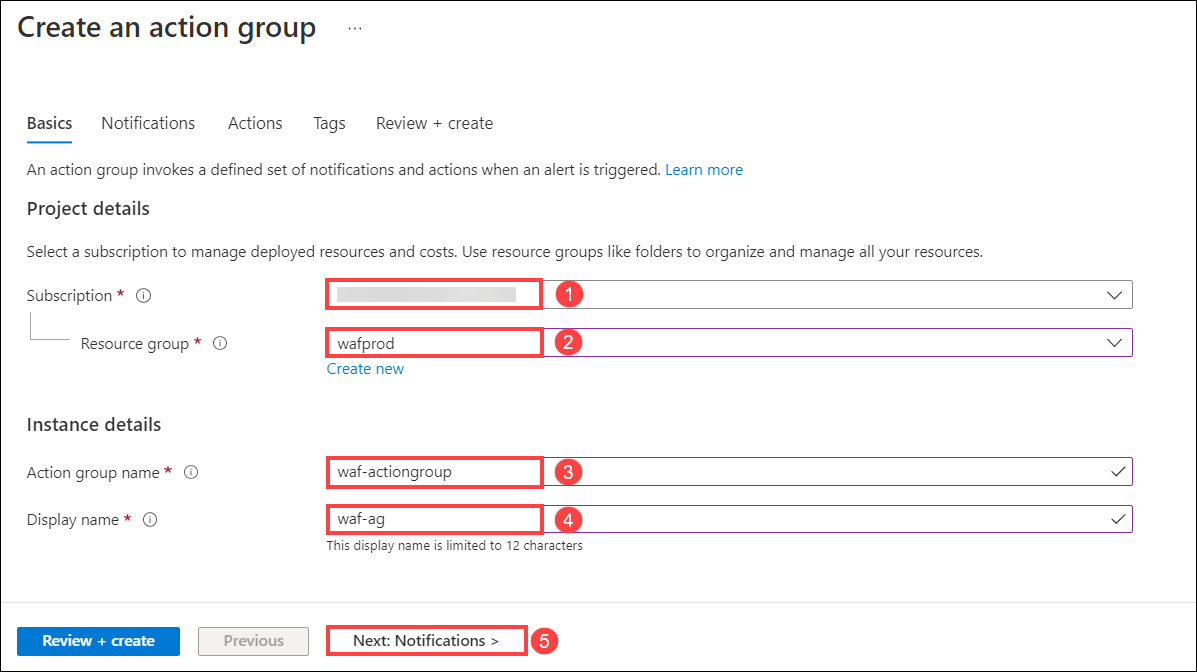 Create an action group ...
Basics Notifications Actions Tags Review + create
An action group invokes a defined set of notifications and actions when an alert is triggered. Learn more
Project details
Select a subscription to manage deployed resources and costs. Use resource groups like folders to organize and manage all your resources.
Subscription * 1
Resource group * wafprod 2
Create new
Instance details
Action group name * waf-actiongroup 3
Display name * waf-ag 4
This display name is limited to 12 characters
Review + create Previous Next: Notifications > 5